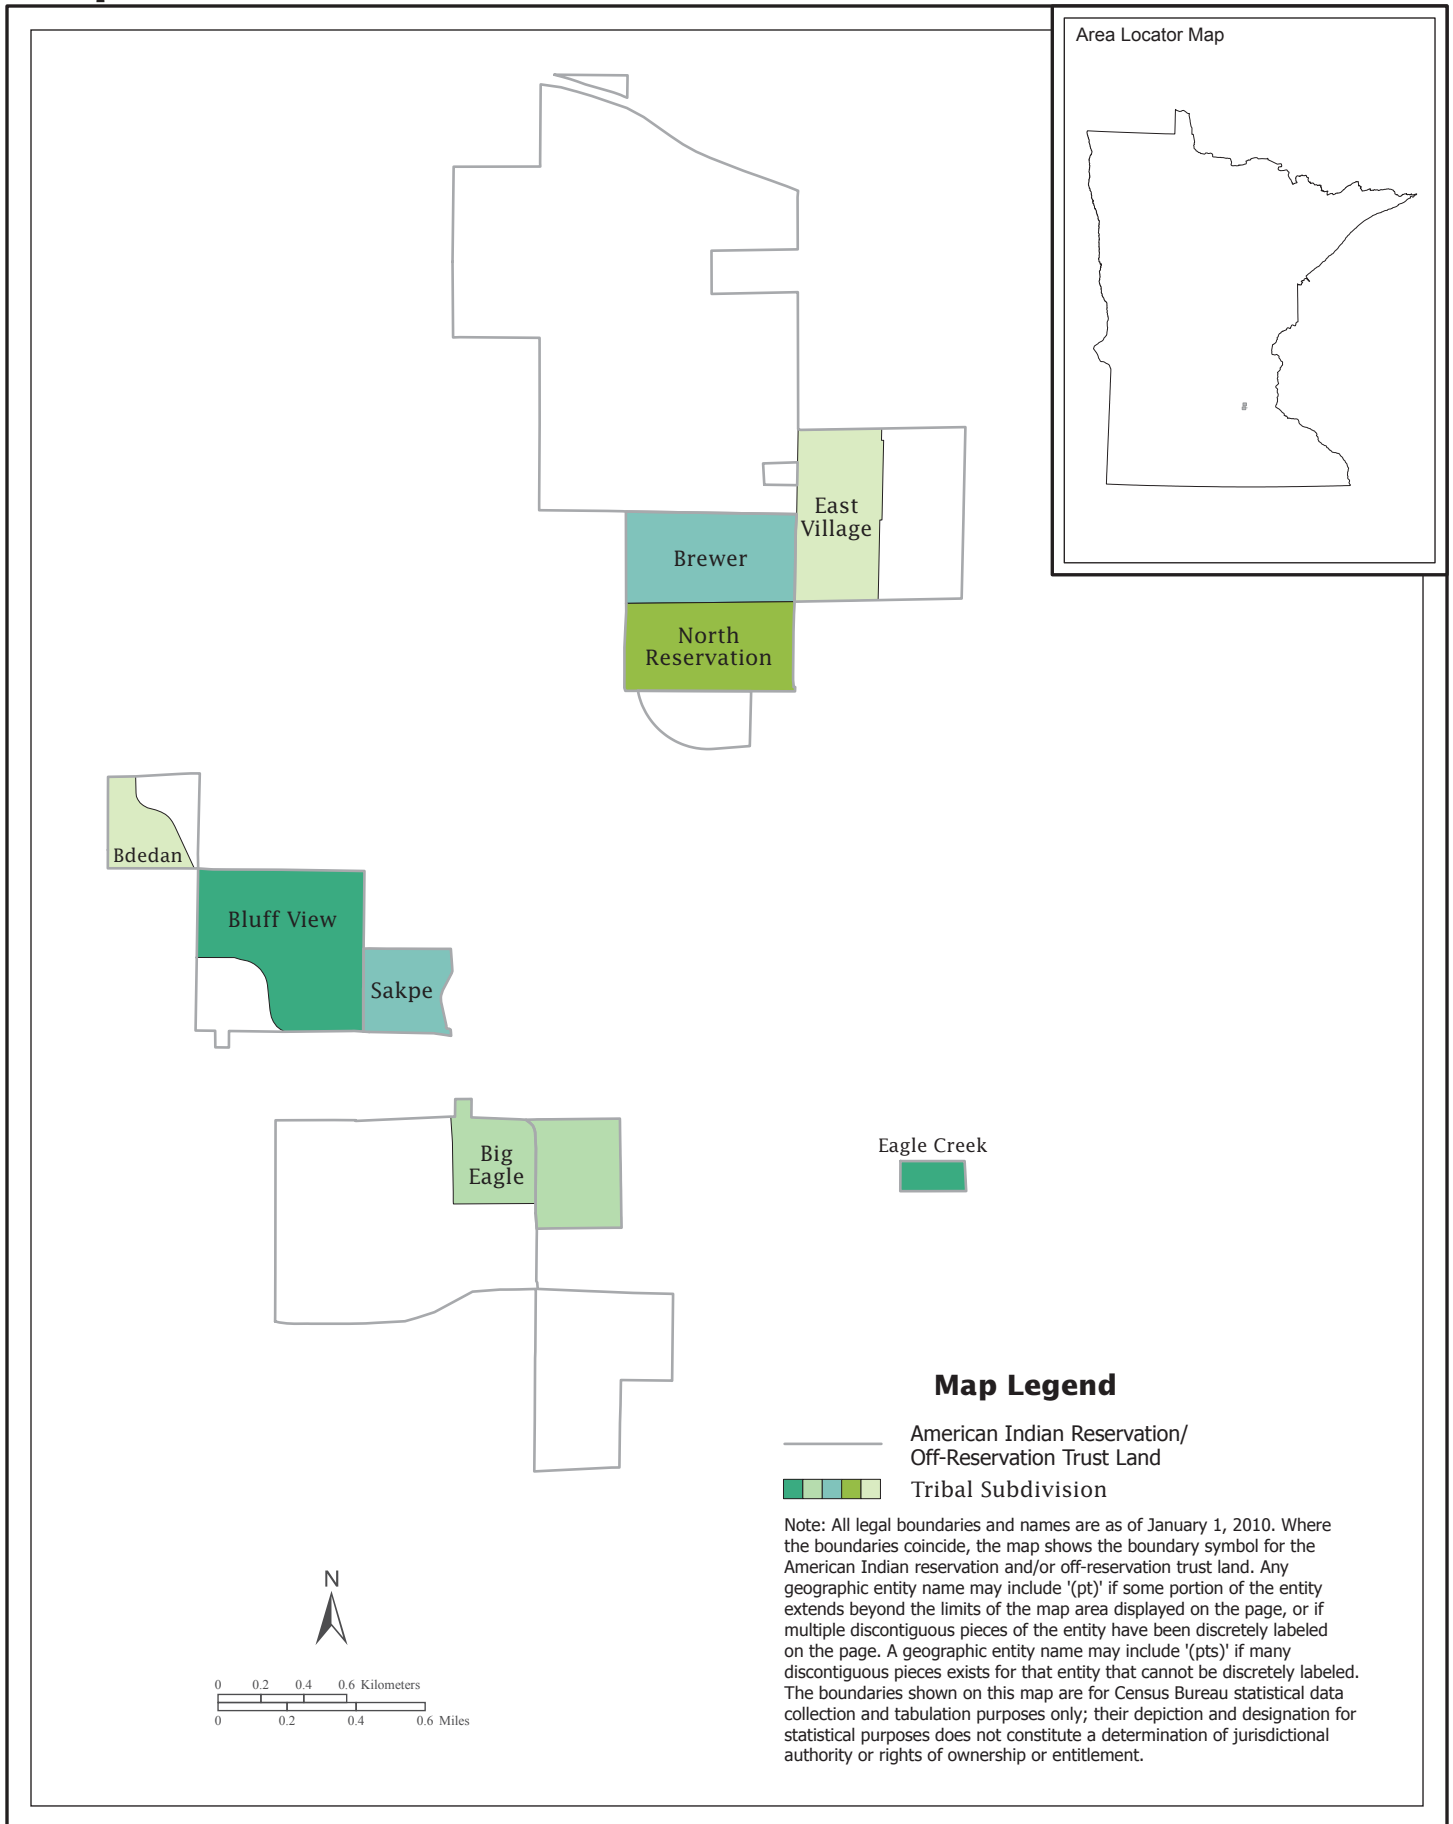 Area Locator Map
East
Village
Brewer
North
Reservation
Bdedan
Bluff View
Sakpe
Big
Eagle
Eagle Creek
Map Legend
American Indian Reservation/
Off-Reservation Trust Land
Tribal Subdivision
Note: All legal boundaries and names are as of January 1, 2010. Where
the boundaries coincide, the map shows the boundary symbol for the
American Indian reservation and/or off-reservation trust land. Any
geographic entity name may include '(pt)' if some portion of the entity
extends beyond the limits of the map area displayed on the page, or if
multiple discontiguous pieces of the entity have been discretely labeled
on the page. A geographic entity name may include '(pts)' if many
discontiguous pieces exists for that entity that cannot be discretely labeled.
The boundaries shown on this map are for Census Bureau statistical data
collection and tabulation purposes only; their depiction and designation for
statistical purposes does not constitute a determination of jurisdictional
authority or rights of ownership or entitlement.
N
0 0.2 0.4 0.6 Kilometers
0 0.2 0.4 0.6 Miles